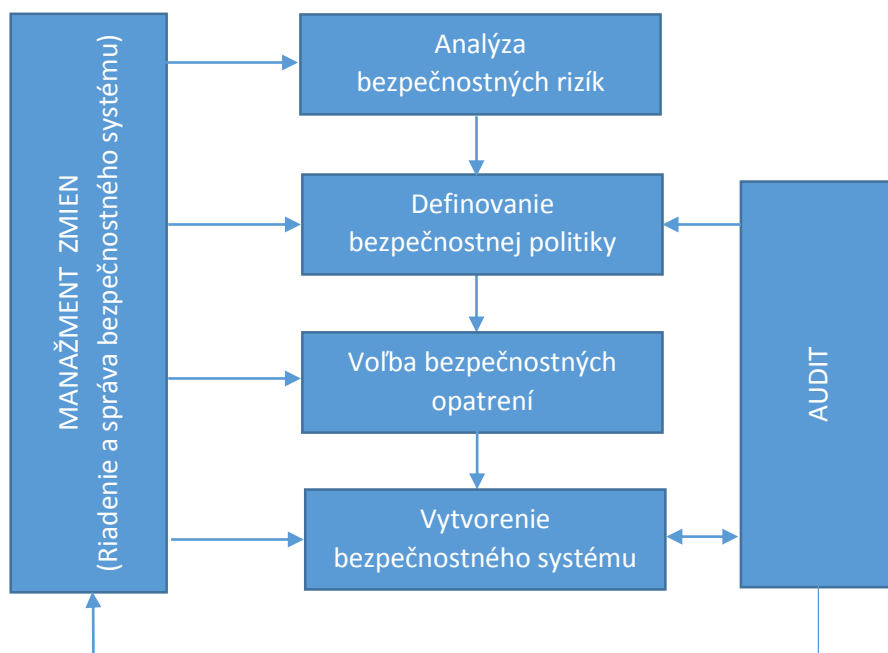 MANAŽMENT ZMIEN
(Riadenie a správa bezpečnostného systému)
Analýza
bezpečnostných rizík
Definovanie
bezpečnostnej politiky
Voľba bezpečnostných
opatrení
Vytvorenie
bezpečnostného systému
AUDIT